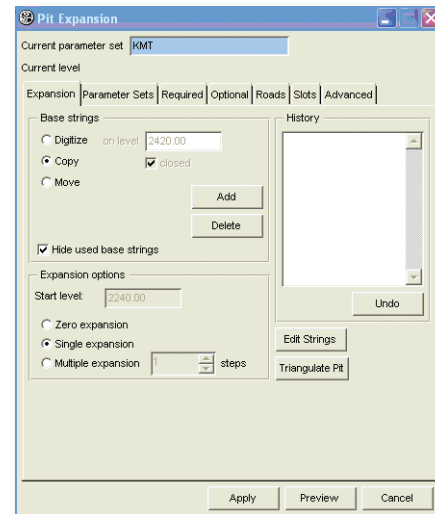 Pit Expansion
Current parameter set KMT
Current level
Expansion Parameter Sets Required Optional Roads Slots Advanced
Base strings
Digitize on level 2420.00
Copy closed
Move
Add
Delete
Hide used base strings
History
Undo
Expansion options
Start level: 2240.00
Zero expansion
Single expansion
Multiple expansion 1 steps
Edit Strings
Triangulate Pit
Apply Preview Cancel